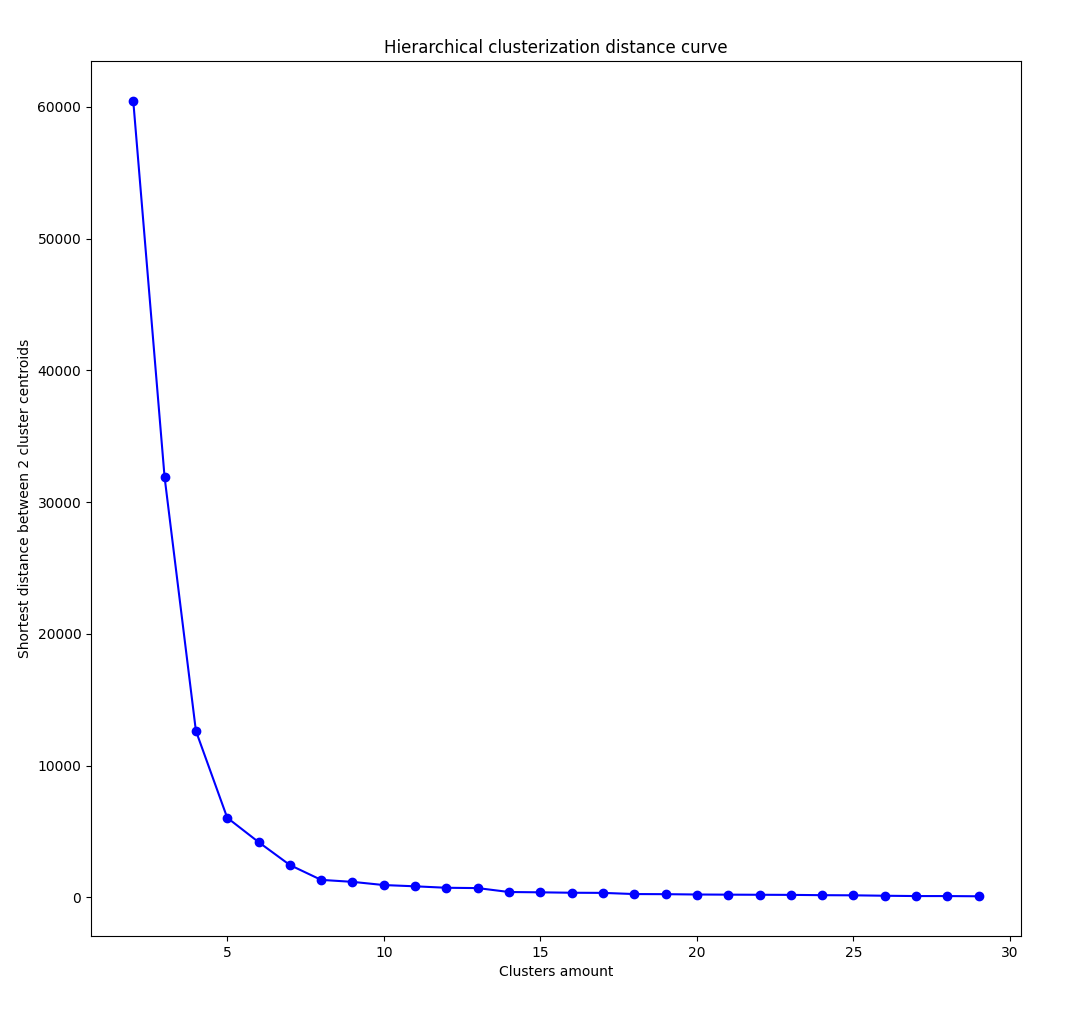 Hierarchical clusterization distance curve
60000
50000
40000
30000
20000
10000
0
Shortest distance between 2 cluster centroids
5 10 15 20 25 30
Clusters amount